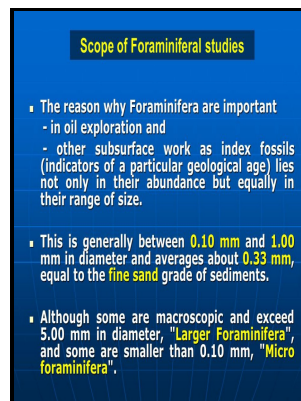 Scope of Foraminiferal studies
The reason why Foraminifera are important
- in oil exploration and
- other subsurface work as index fossils
(indicators of a particular geological age) lies
not only in their abundance but equally in
their range of size.
This is generally between 0.10 mm and 1.00
mm in diameter and averages about 0.33 mm,
equal to the fine sand grade of sediments.
Although some are macroscopic and exceed
5.00 mm in diameter, "Larger Foraminifera",
and some are smaller than 0.10 mm, "Micro
foraminifera".